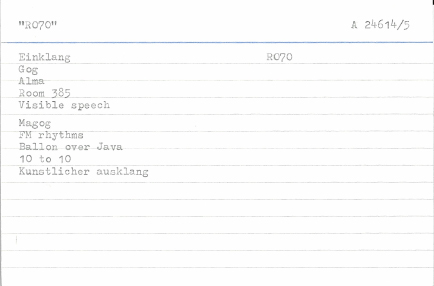 "RO70" A 24614/5
Einklang RO70
Gog
Alma
Room 385
Visible speech
Magog
FM rhythms
Ballon over Java
10 to 10
Kunstlicher ausklang